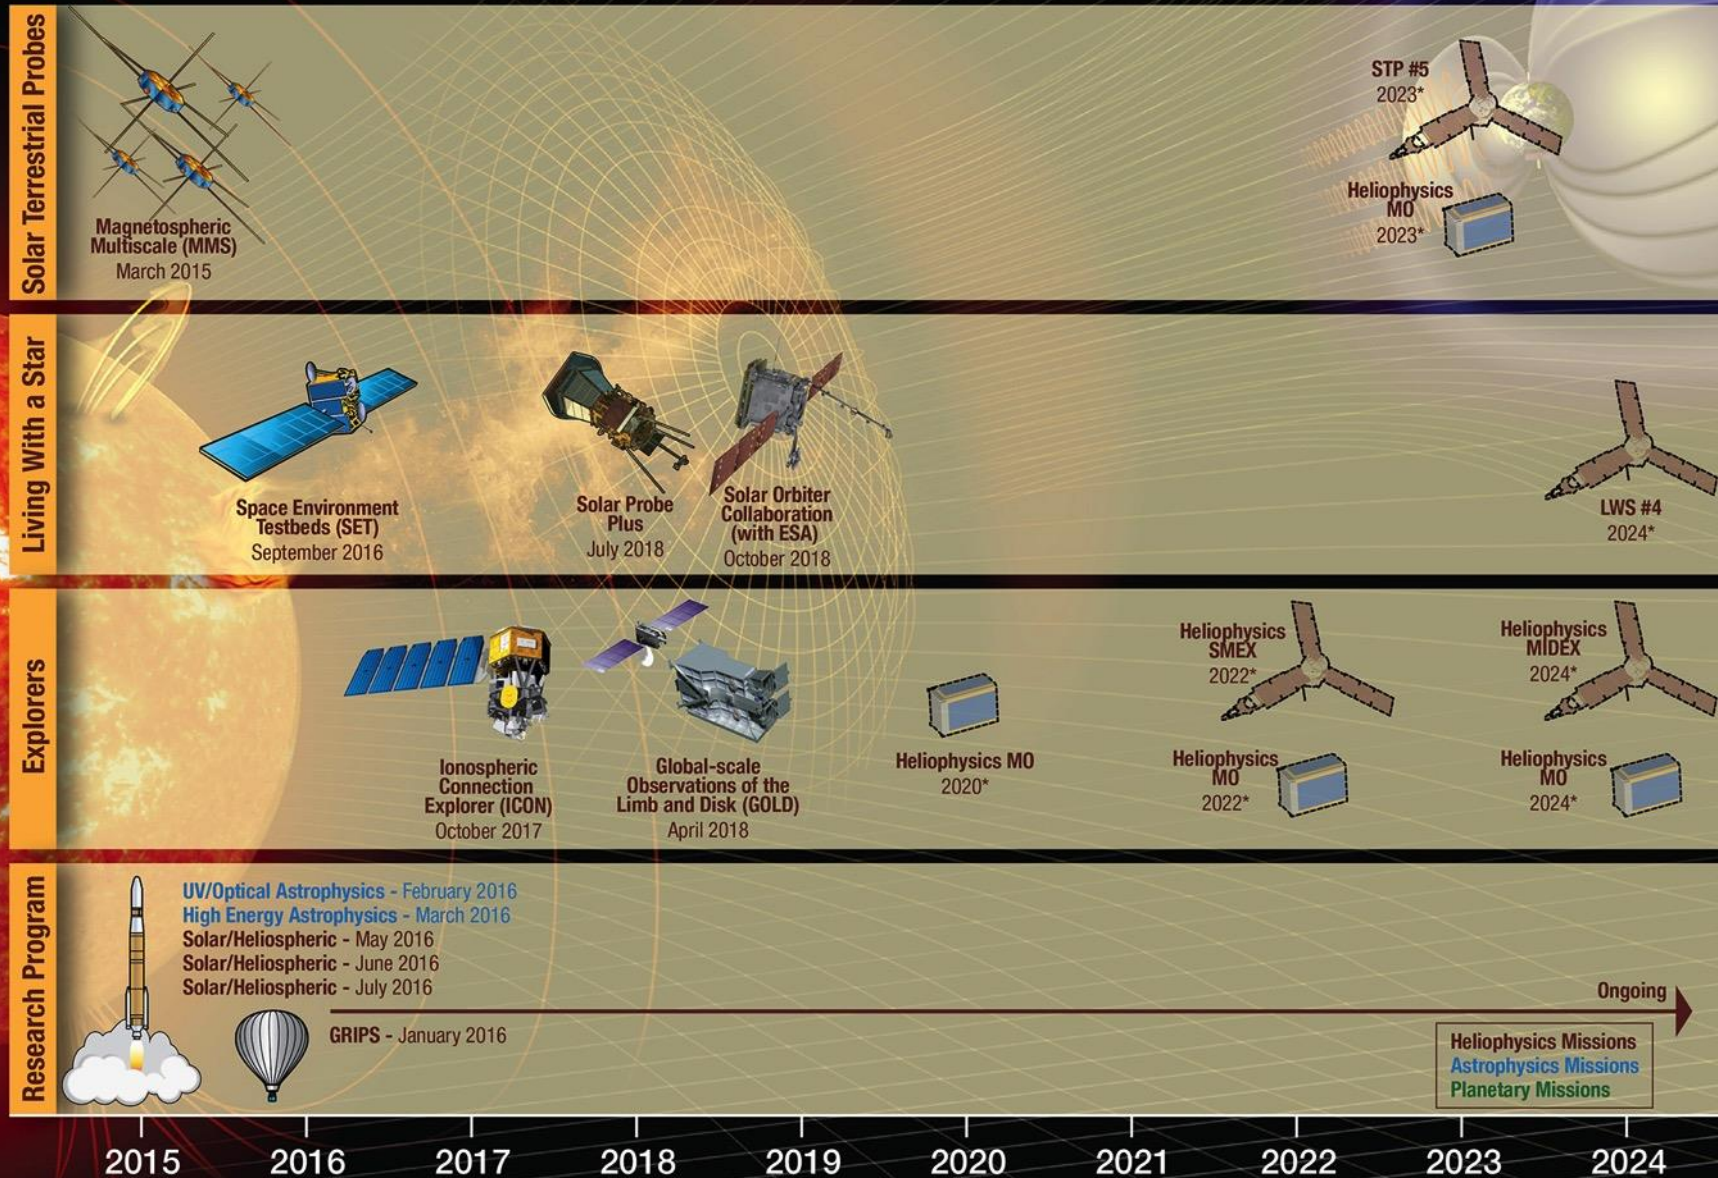 Solar Terrestrial Probes
Magnetospheric
Multiscale (MMS)
March 2015
STP #5
2023*
Heliophysics
MO
2023*
Living With a Star
Space Environment
Testbeds (SET)
September 2016
Solar Probe
Plus
July 2018
Solar Orbiter
Collaboration
(with ESA)
October 2018
LWS #4
2024*
Explorers
Ionospheric
Connection
Explorer (ICON)
October 2017
Global-scale
Observations of the
Limb and Disk (GOLD)
April 2018
Heliophysics MO
2020*
Heliophysics
SMEX
2022*
Heliophysics
MO
2022*
Heliophysics
MIDEX
2024*
Heliophysics
MO
2024*
Research Program
UV/Optical Astrophysics - February 2016
High Energy Astrophysics - March 2016
Solar/Heliospheric - May 2016
Solar/Heliospheric - June 2016
Solar/Heliospheric - July 2016
GRIPS - January 2016
Ongoing
Heliophysics Missions
Astrophysics Missions
Planetary Missions
2015 2016 2017 2018 2019 2020 2021 2022 2023 2024